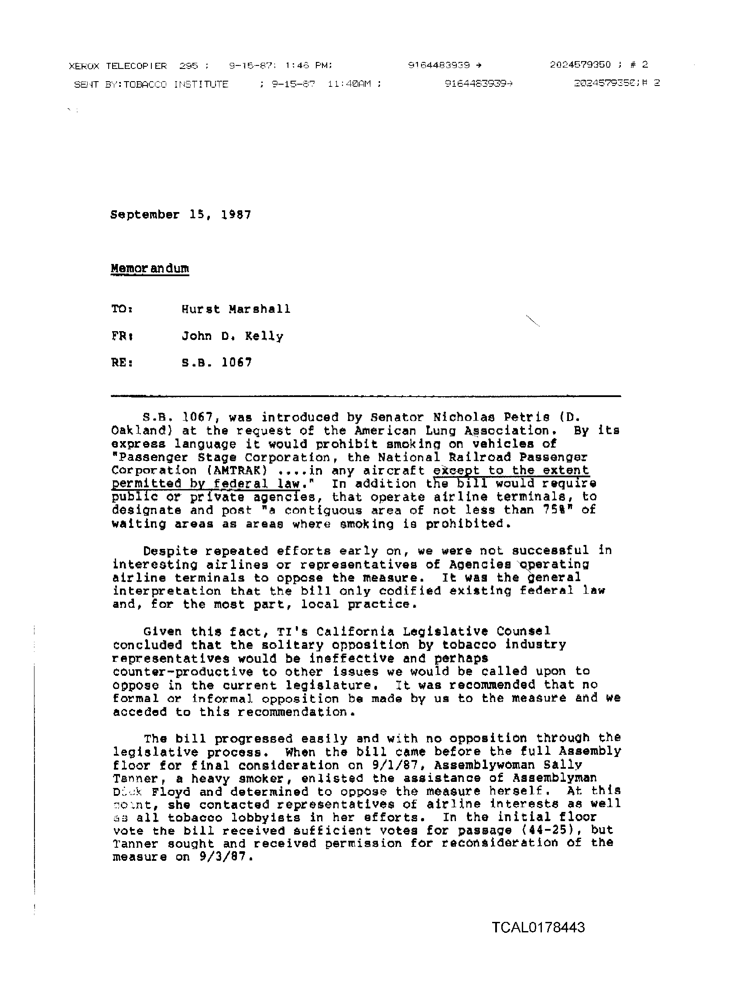 XEROX TELECOPIER 295 ; 9-15-87; 1:46 PM; 9164483939 → 2024579350 ; # 2
SENT BY:TOBACCO INSTITUTE ; 9-15-87 11:40AM ; 9164483939→ 2024579350;# 2
September 15, 1987
Memorandum
TO: Hurst Marshall
FR: John D. Kelly
RE: S.B. 1067
S.B. 1067, was introduced by Senator Nicholas Petris (D.
Oakland) at the request of the American Lung Association. By its
express language it would prohibit smoking on vehicles of
"Passenger Stage Corporation, the National Railroad Passenger
Corporation (AMTRAK) ....in any aircraft except to the extent
permitted by federal law." In addition the bill would require
public or private agencies, that operate airline terminals, to
designate and post "a contiguous area of not less than 75%" of
waiting areas as areas where smoking is prohibited.
Despite repeated efforts early on, we were not successful in
interesting airlines or representatives of Agencies operating
airline terminals to oppose the measure. It was the general
interpretation that the bill only codified existing federal law
and, for the most part, local practice.
Given this fact, TI's California Legislative Counsel
concluded that the solitary opposition by tobacco industry
representatives would be ineffective and perhaps
counter-productive to other issues we would be called upon to
oppose in the current legislature. It was recommended that no
formal or informal opposition be made by us to the measure and we
acceded to this recommendation.
The bill progressed easily and with no opposition through the
legislative process. When the bill came before the full Assembly
floor for final consideration on 9/1/87, Assemblywoman Sally
Tanner, a heavy smoker, enlisted the assistance of Assemblyman
Dick Floyd and determined to oppose the measure herself. At this
point, she contacted representatives of airline interests as well
as all tobacco lobbyists in her efforts. In the initial floor
vote the bill received sufficient votes for passage (44-25), but
Tanner sought and received permission for reconsideration of the
measure on 9/3/87.
TCAL0178443